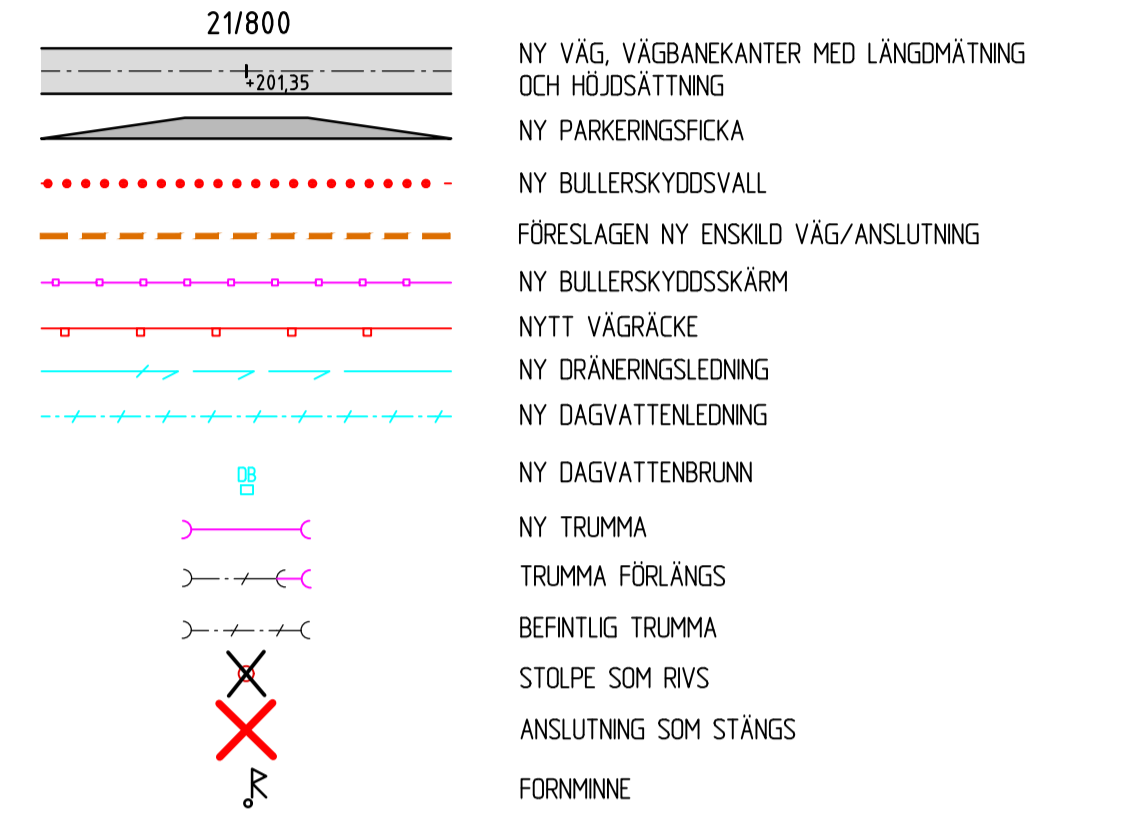 21/800
+201,35
NY VÄG, VÄGBANEKANTER MED LÄNGDMÄTNING
OCH HÖJDSÄTTNING
NY PARKERINGSFICKA
NY BULLERSKYDDSVALL
FÖRESLAGEN NY ENSKILD VÄG/ANSLUTNING
NY BULLERSKYDDSSKÄRM
NYTT VÄGRÄCKE
NY DRÄNERINGSLEDNING
NY DAGVATTENLEDNING
DB
NY DAGVATTENBRUNN
NY TRUMMA
TRUMMA FÖRLÄNGS
BEFINTLIG TRUMMA
STOLPE SOM RIVS
ANSLUTNING SOM STÄNGS
FORNMINNE